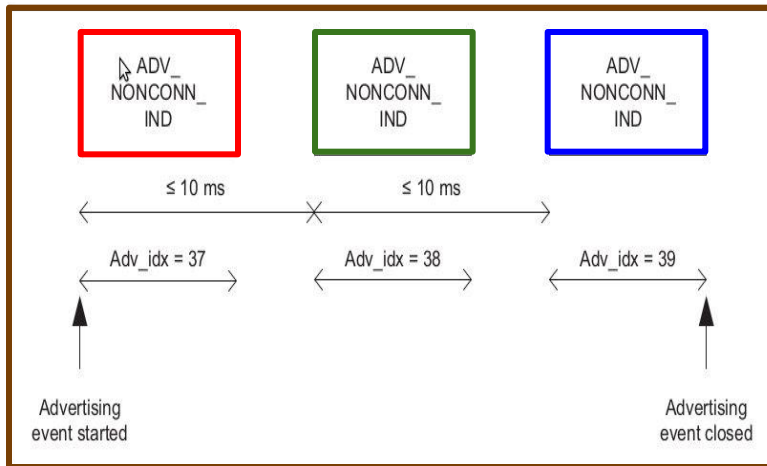 ADV_
NONCONN_
IND
ADV_
NONCONN_
IND
ADV_
NONCONN_
IND
≤ 10 ms
≤ 10 ms
Adv_idx = 37
Adv_idx = 38
Adv_idx = 39
Advertising
event started
Advertising
event closed